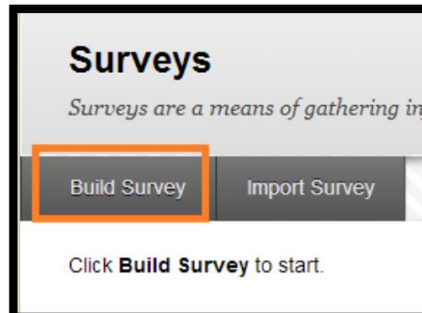 Surveys
Surveys are a means of gathering
Build Survey Import Survey
Click Build Survey to start.